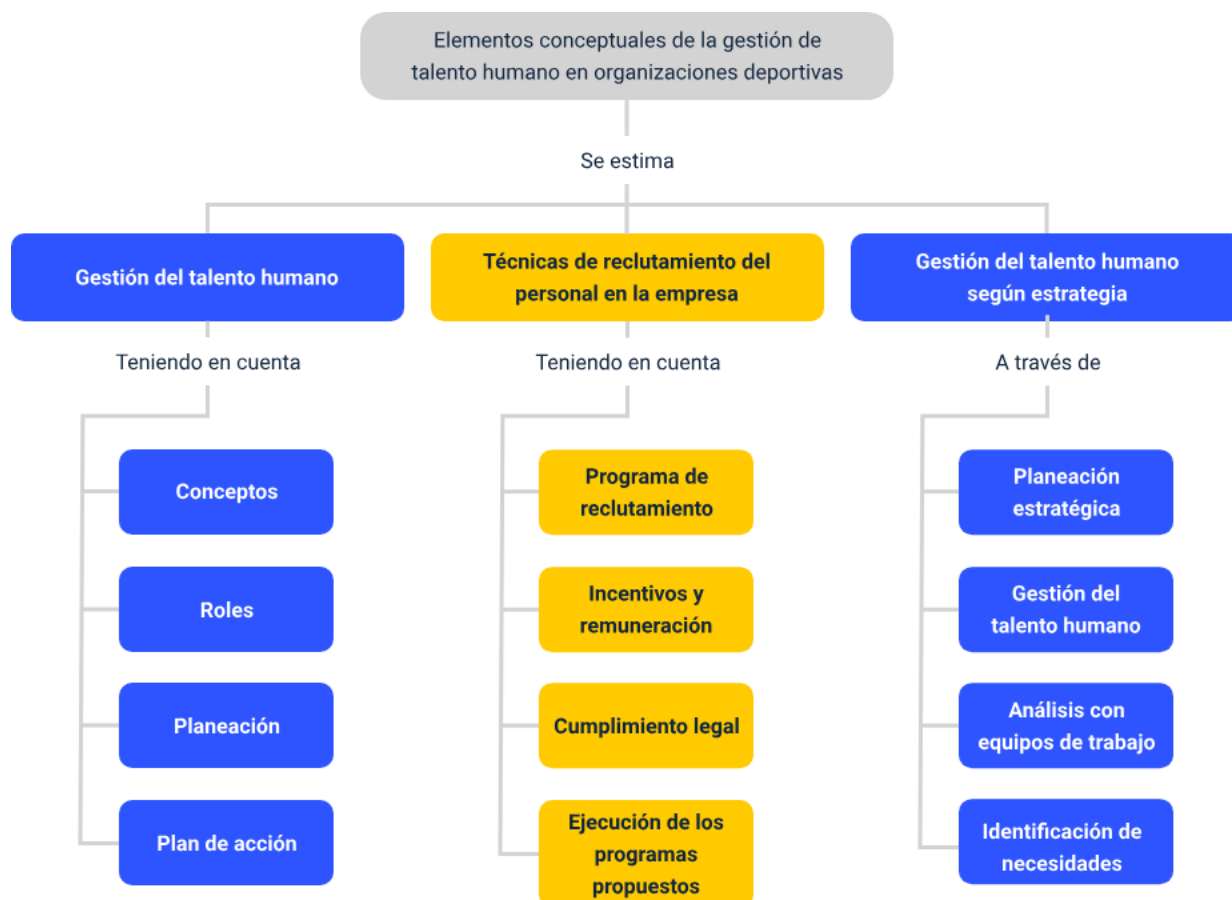 Elementos conceptuales de la gestión de
talento humano en organizaciones deportivas
Se estima
Gestión del talento humano
Técnicas de reclutamiento del
personal en la empresa
Gestión del talento humano
según estrategia
Teniendo en cuenta
Teniendo en cuenta
A través de
Conceptos
Roles
Planeación
Plan de acción
Programa de
reclutamiento
Incentivos y
remuneración
Cumplimiento legal
Ejecución de los
programas
propuestos
Planeación
estratégica
Gestión del
talento humano
Análisis con
equipos de trabajo
Identificación de
necesidades